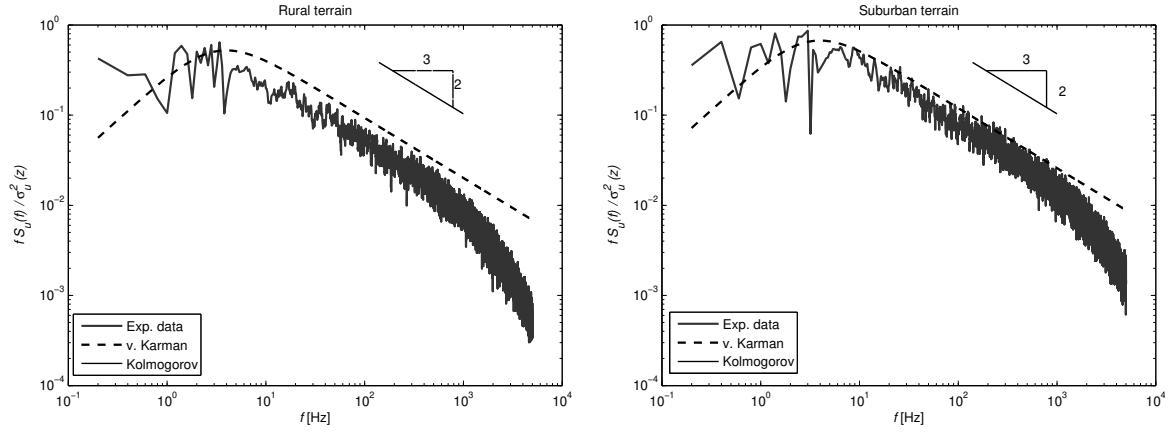 Rural terrain
10^0
10^-1
10^-2
10^-3
10^-4
f S_u(f) / σ_u^2(z)
3
2
Exp. data
v. Karman
Kolmogorov
10^-1
10^0
10^1
10^2
10^3
10^4
f [Hz]
Suburban terrain
10^0
10^-1
10^-2
10^-3
10^-4
f S_u(f) / σ_u^2(z)
3
2
Exp. data
v. Karman
Kolmogorov
10^-1
10^0
10^1
10^2
10^3
10^4
f [Hz]